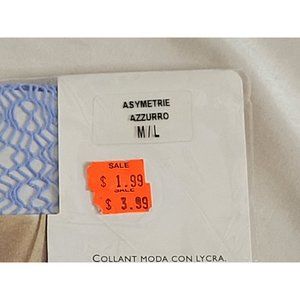 ASYMETRIE
AZZURRO
M/L
SALE
$ 1.99
SALE
$ 3.99
COLLANT MODA CON LYCRA.